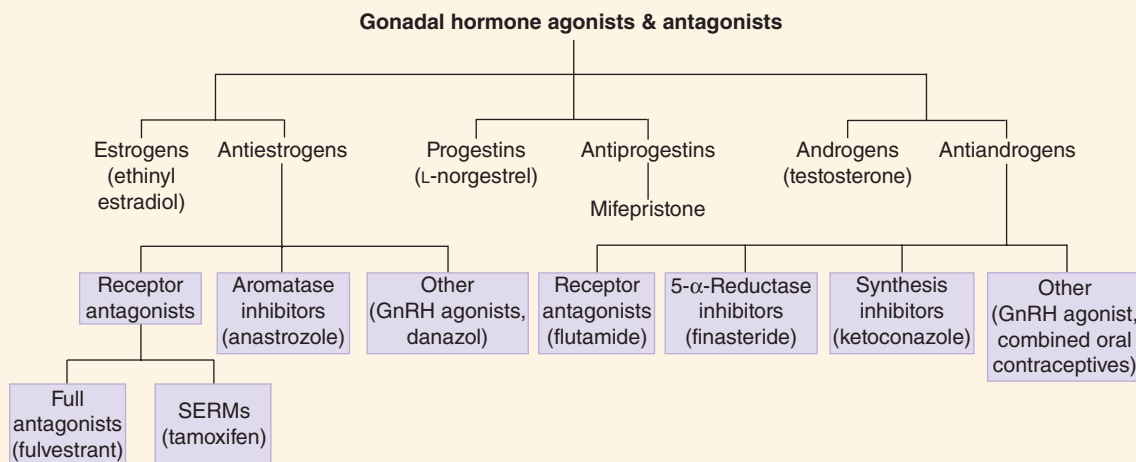 Gonadal hormone agonists & antagonists
Estrogens
(ethinyl
estradiol)
Antiestrogens
Progestins
(L-norgestrel)
Antiprogestins
Mifepristone
Androgens
(testosterone)
Antiandrogens
Receptor
antagonists
Aromatase
inhibitors
(anastrozole)
Other
(GnRH agonists,
danazol)
Receptor
antagonists
(flutamide)
5-α-Reductase
inhibitors
(finasteride)
Synthesis
inhibitors
(ketoconazole)
Other
(GnRH agonist,
combined oral
contraceptives)
Full
antagonists
(fulvestrant)
SERMs
(tamoxifen)